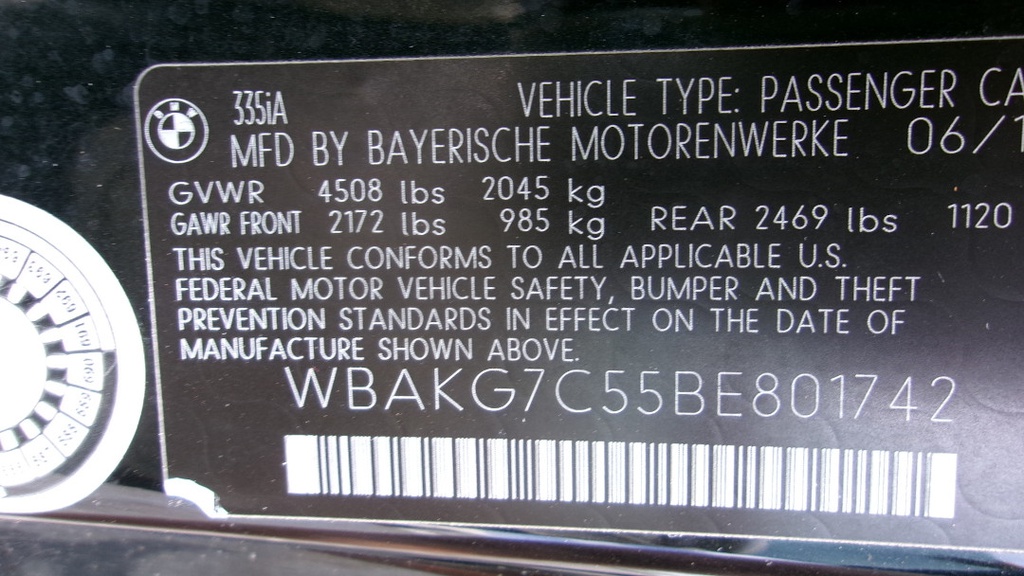 335iA VEHICLE TYPE: PASSENGER CA
MFD BY BAYERISCHE MOTORENWERKE 06/1
GVWR 4508 lbs 2045 kg
GAWR FRONT 2172 lbs 985 kg REAR 2469 lbs 1120
THIS VEHICLE CONFORMS TO ALL APPLICABLE U.S.
FEDERAL MOTOR VEHICLE SAFETY, BUMPER AND THEFT
PREVENTION STANDARDS IN EFFECT ON THE DATE OF
MANUFACTURE SHOWN ABOVE.
WBAKG7C55BE801742